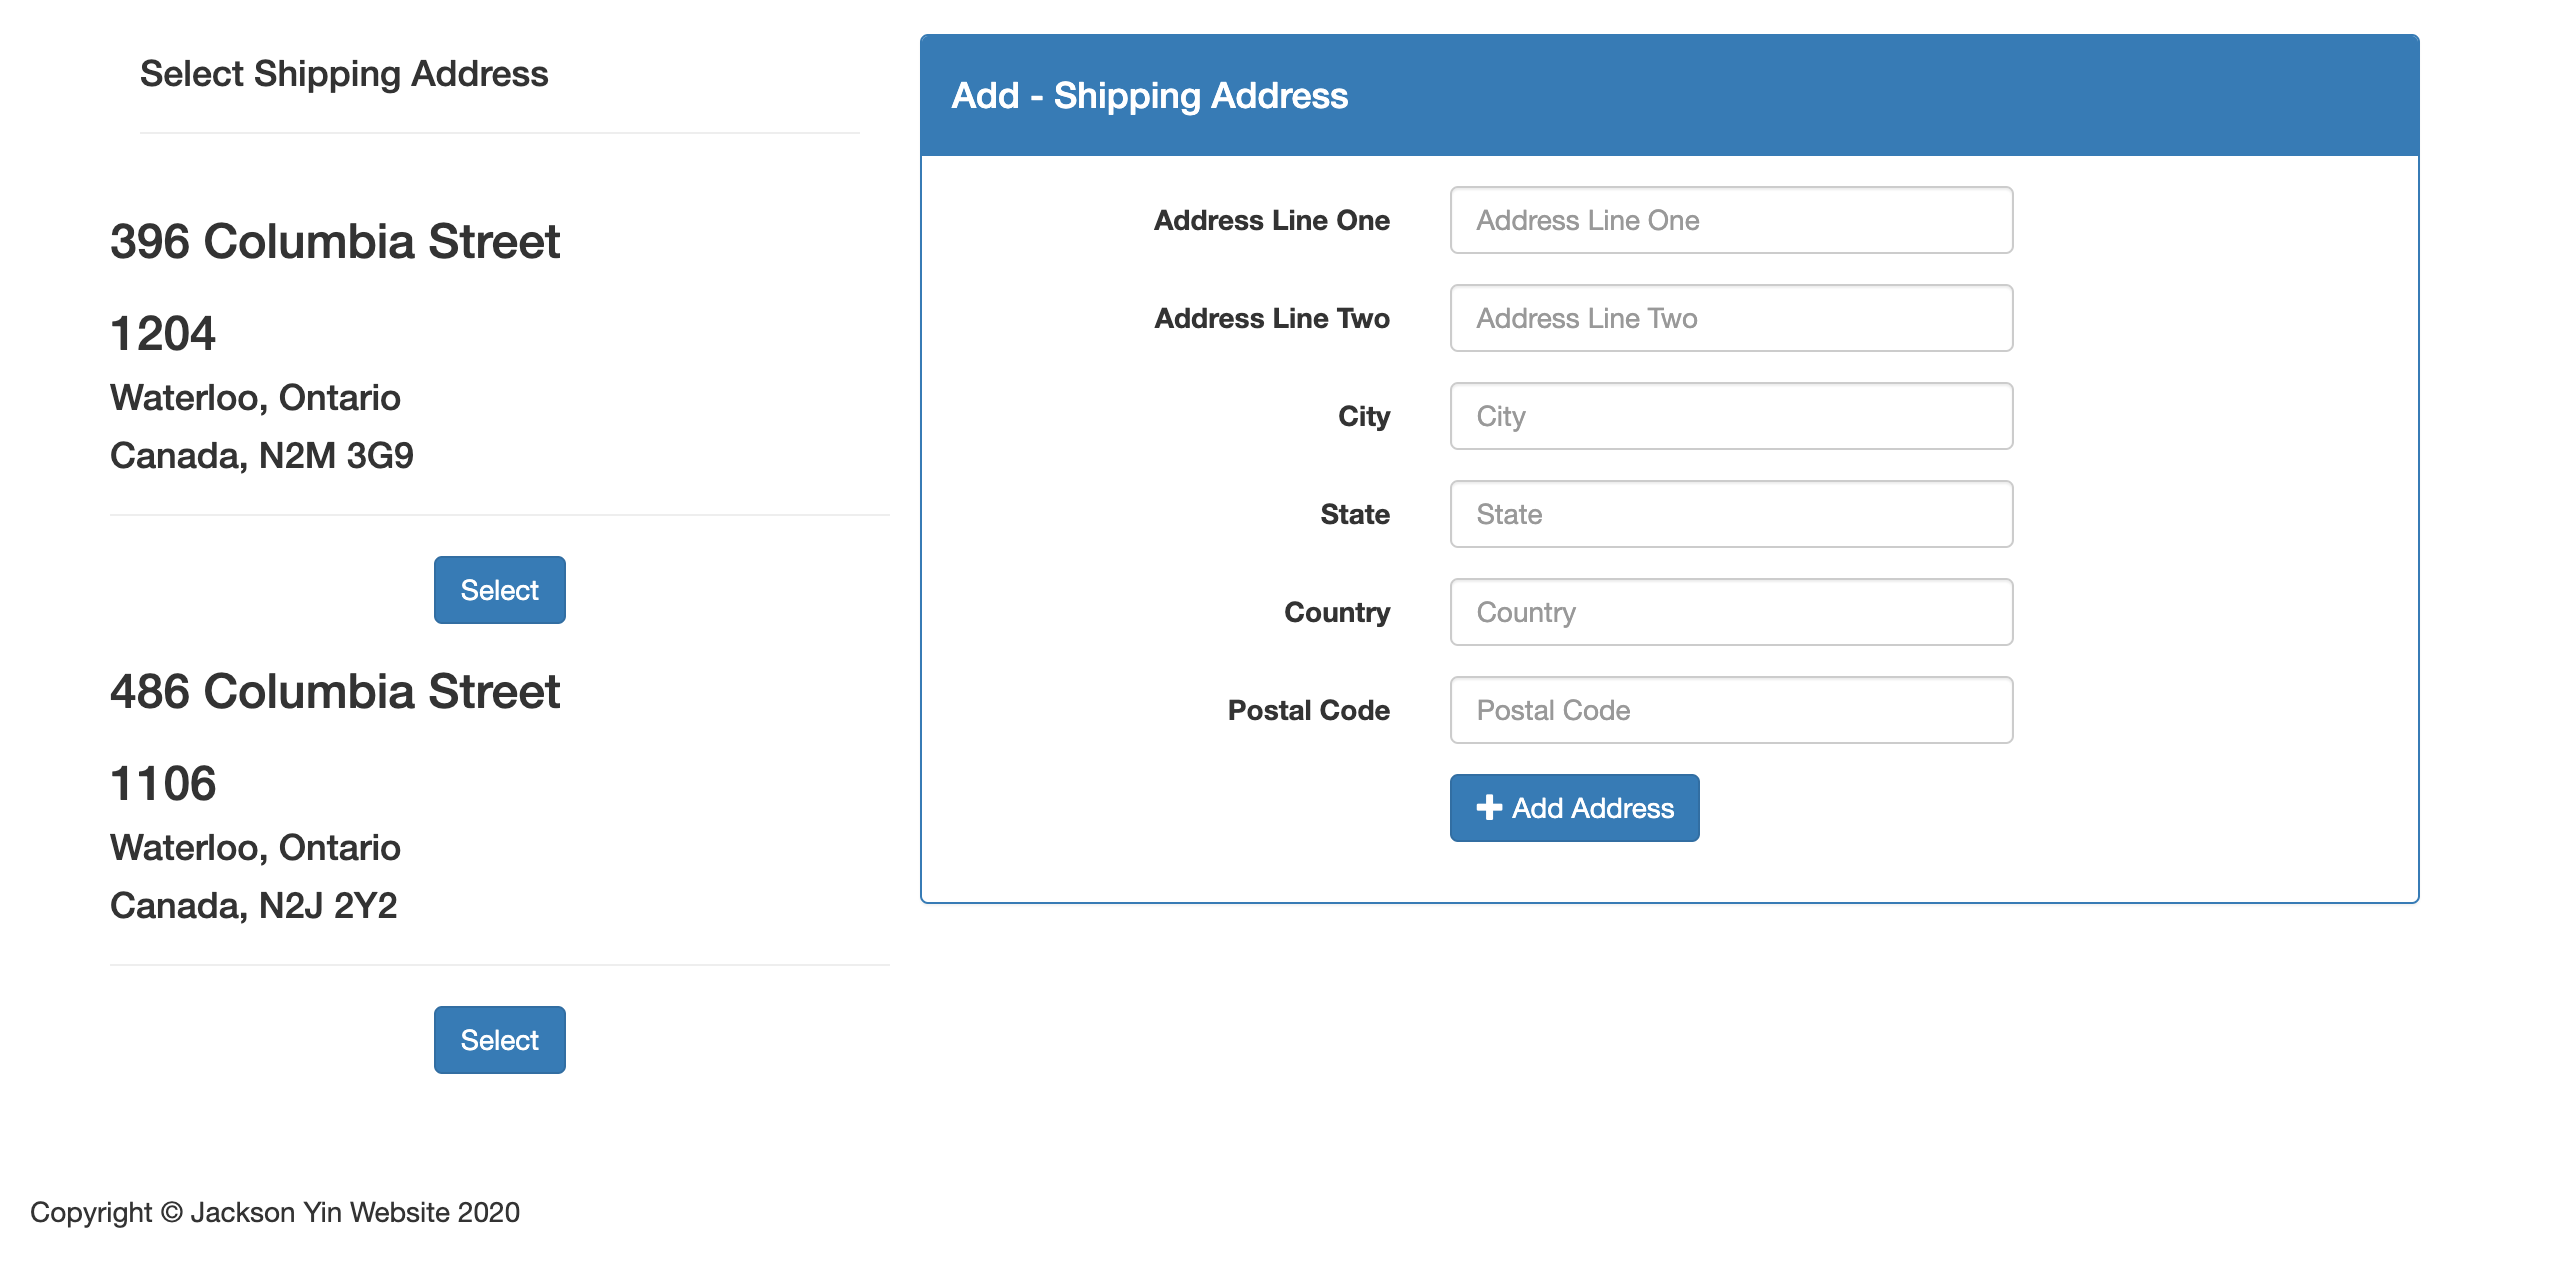 Select Shipping Address
396 Columbia Street
1204
Waterloo, Ontario
Canada, N2M 3G9
Select
486 Columbia Street
1106
Waterloo, Ontario
Canada, N2J 2Y2
Select
Add - Shipping Address
Address Line One Address Line One
Address Line Two Address Line Two
City City
State State
Country Country
Postal Code Postal Code
Add Address
Copyright © Jackson Yin Website 2020